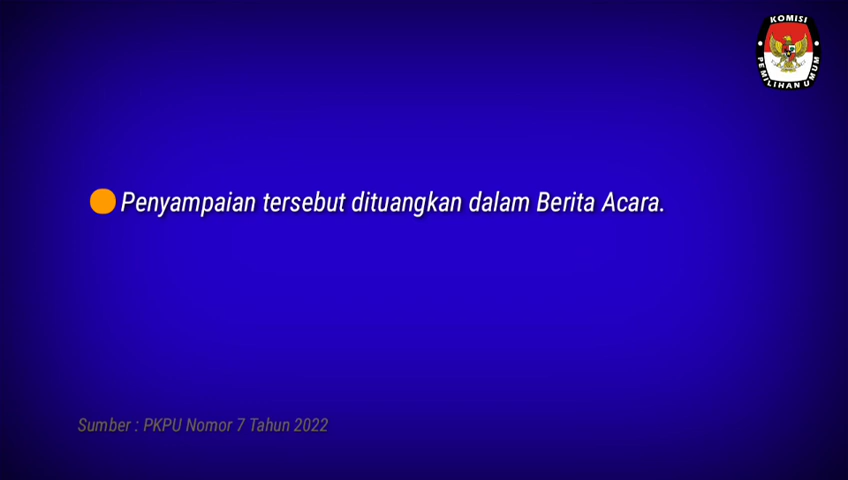 KOMISI
PEMILIHAN UMUM
Penyampaian tersebut dituangkan dalam Berita Acara.
Sumber : PKPU Nomor 7 Tahun 2022